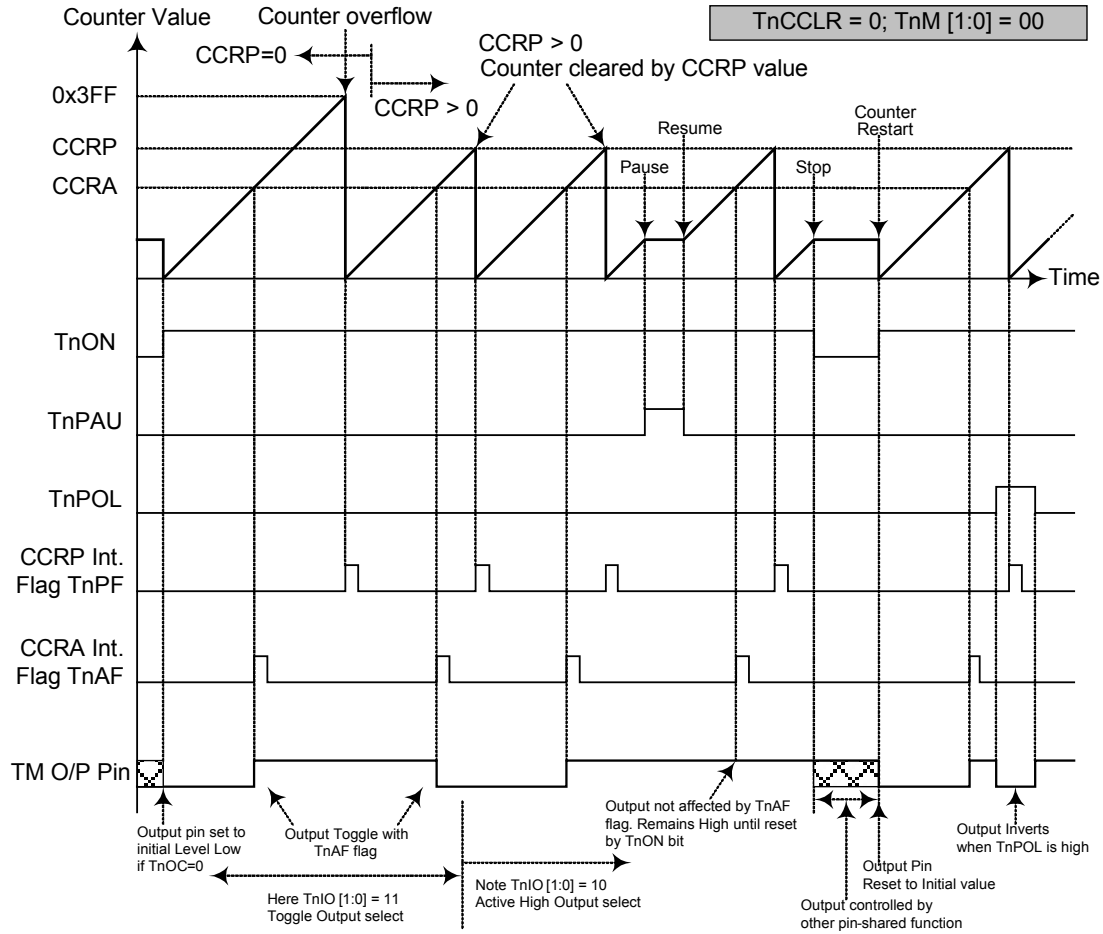 Counter Value
Counter overflow
TnCCLR = 0; TnM [1:0] = 00
CCRP=0
CCRP > 0
CCRP > 0
Counter cleared by CCRP value
0x3FF
CCRP
CCRA
Pause
Resume
Stop
Counter
Restart
Time
TnON
TnPAU
TnPOL
CCRP Int.
Flag TnPF
CCRA Int.
Flag TnAF
TM O/P Pin
Output pin set to
initial Level Low
if TnOC=0
Output Toggle with
TnAF flag
Here TnIO [1:0] = 11
Toggle Output select
Note TnIO [1:0] = 10
Active High Output select
Output not affected by TnAF
flag. Remains High until reset
by TnON bit
Output controlled by
other pin-shared function
Output Pin
Reset to Initial value
Output Inverts
when TnPOL is high